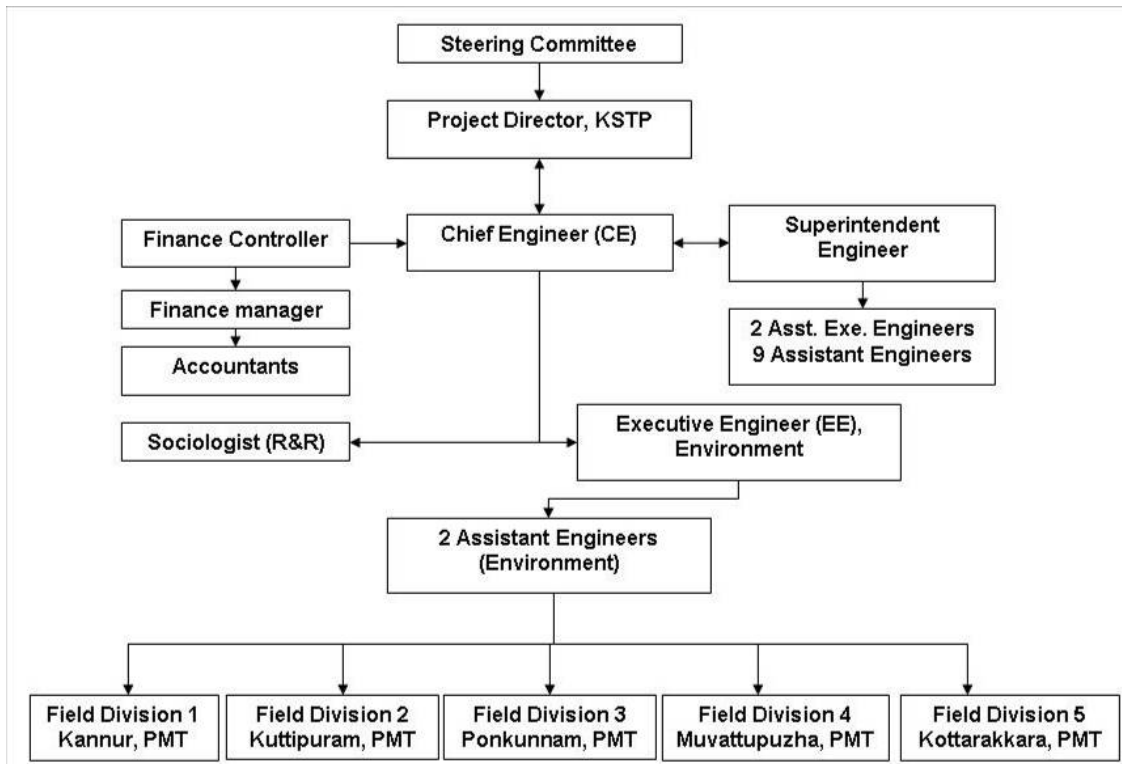 Steering Committee
Project Director, KSTP
Finance Controller
Chief Engineer (CE)
Superintendent
Engineer
Finance manager
2 Asst. Exe. Engineers
9 Assistant Engineers
Accountants
Sociologist (R&R)
Executive Engineer (EE),
Environment
2 Assistant Engineers
(Environment)
Field Division 1
Kannur, PMT
Field Division 2
Kuttipuram, PMT
Field Division 3
Ponkunnam, PMT
Field Division 4
Muvattupuzha, PMT
Field Division 5
Kottarakkara, PMT